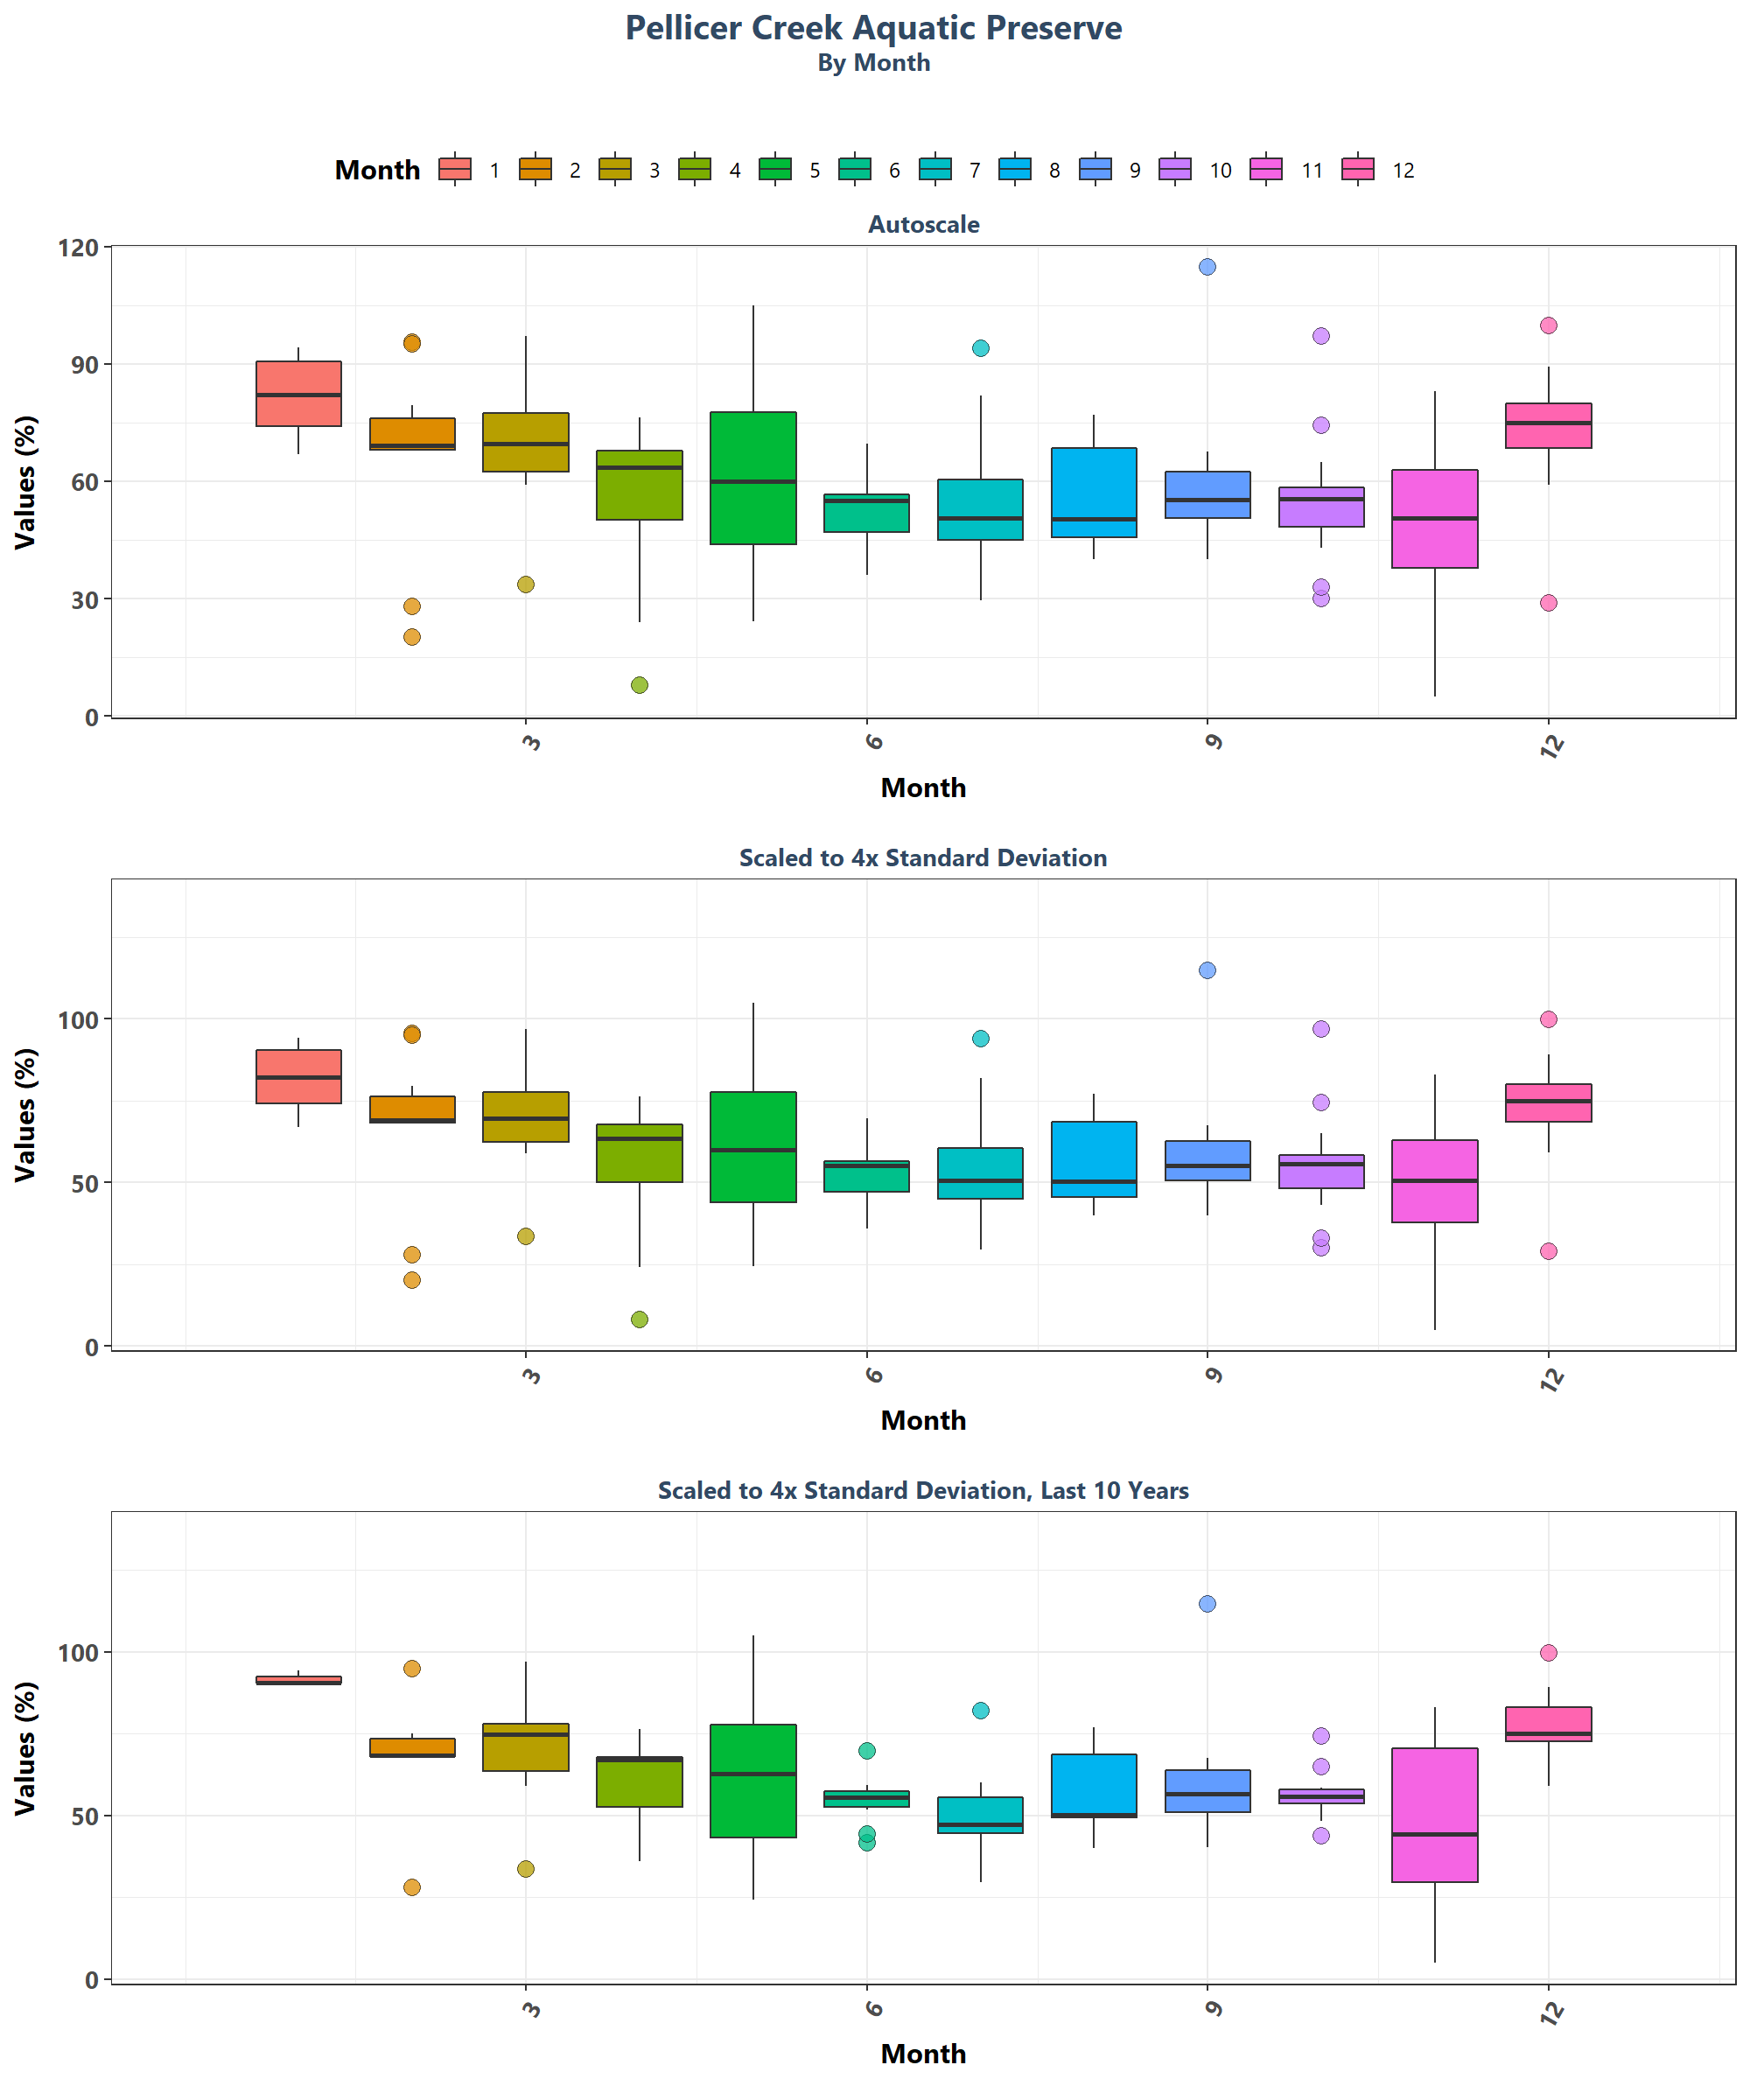 Pellicer Creek Aquatic Preserve
By Month
Month 1 2 3 4 5 6 7 8 9 10 11 12
Autoscale
Values (%)
120
90
60
30
0
3 6 9 12
Month
Scaled to 4x Standard Deviation
Values (%)
100
50
0
3 6 9 12
Month
Scaled to 4x Standard Deviation, Last 10 Years
Values (%)
100
50
0
3 6 9 12
Month